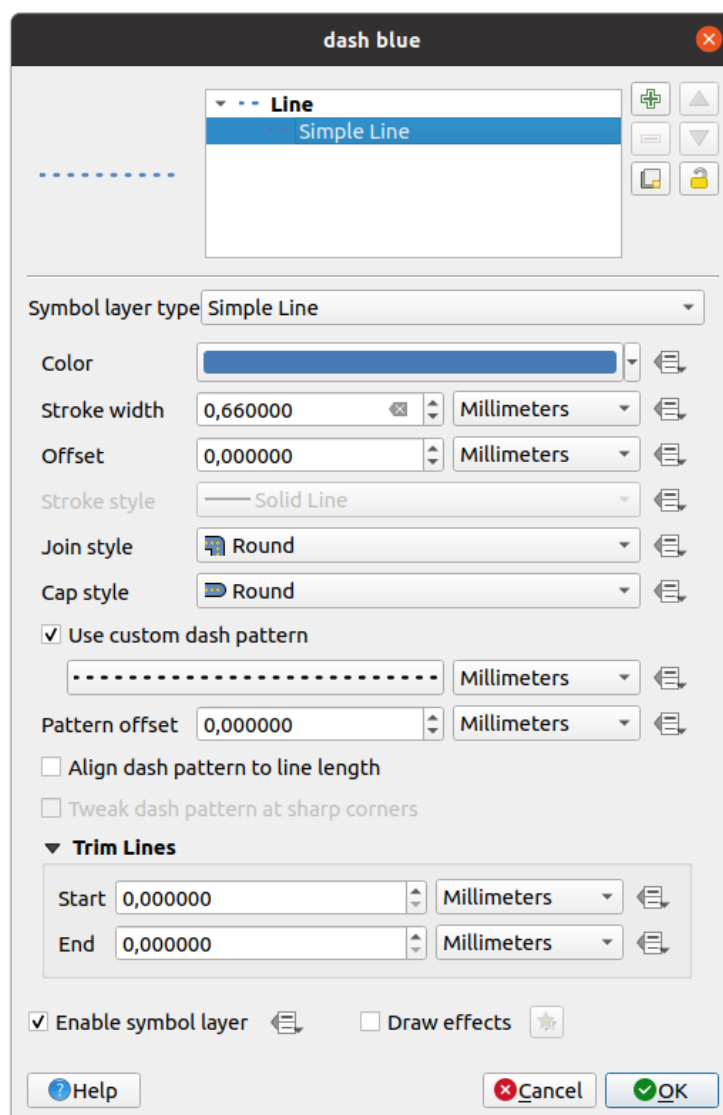 dash blue
Line
Simple Line
Symbol layer type Simple Line
Color
Stroke width 0,660000 Millimeters
Offset 0,000000 Millimeters
Stroke style Solid Line
Join style Round
Cap style Round
Use custom dash pattern
Millimeters
Pattern offset 0,000000 Millimeters
Align dash pattern to line length
Tweak dash pattern at sharp corners
Trim Lines
Start 0,000000 Millimeters
End 0,000000 Millimeters
Enable symbol layer Draw effects
Help Cancel OK